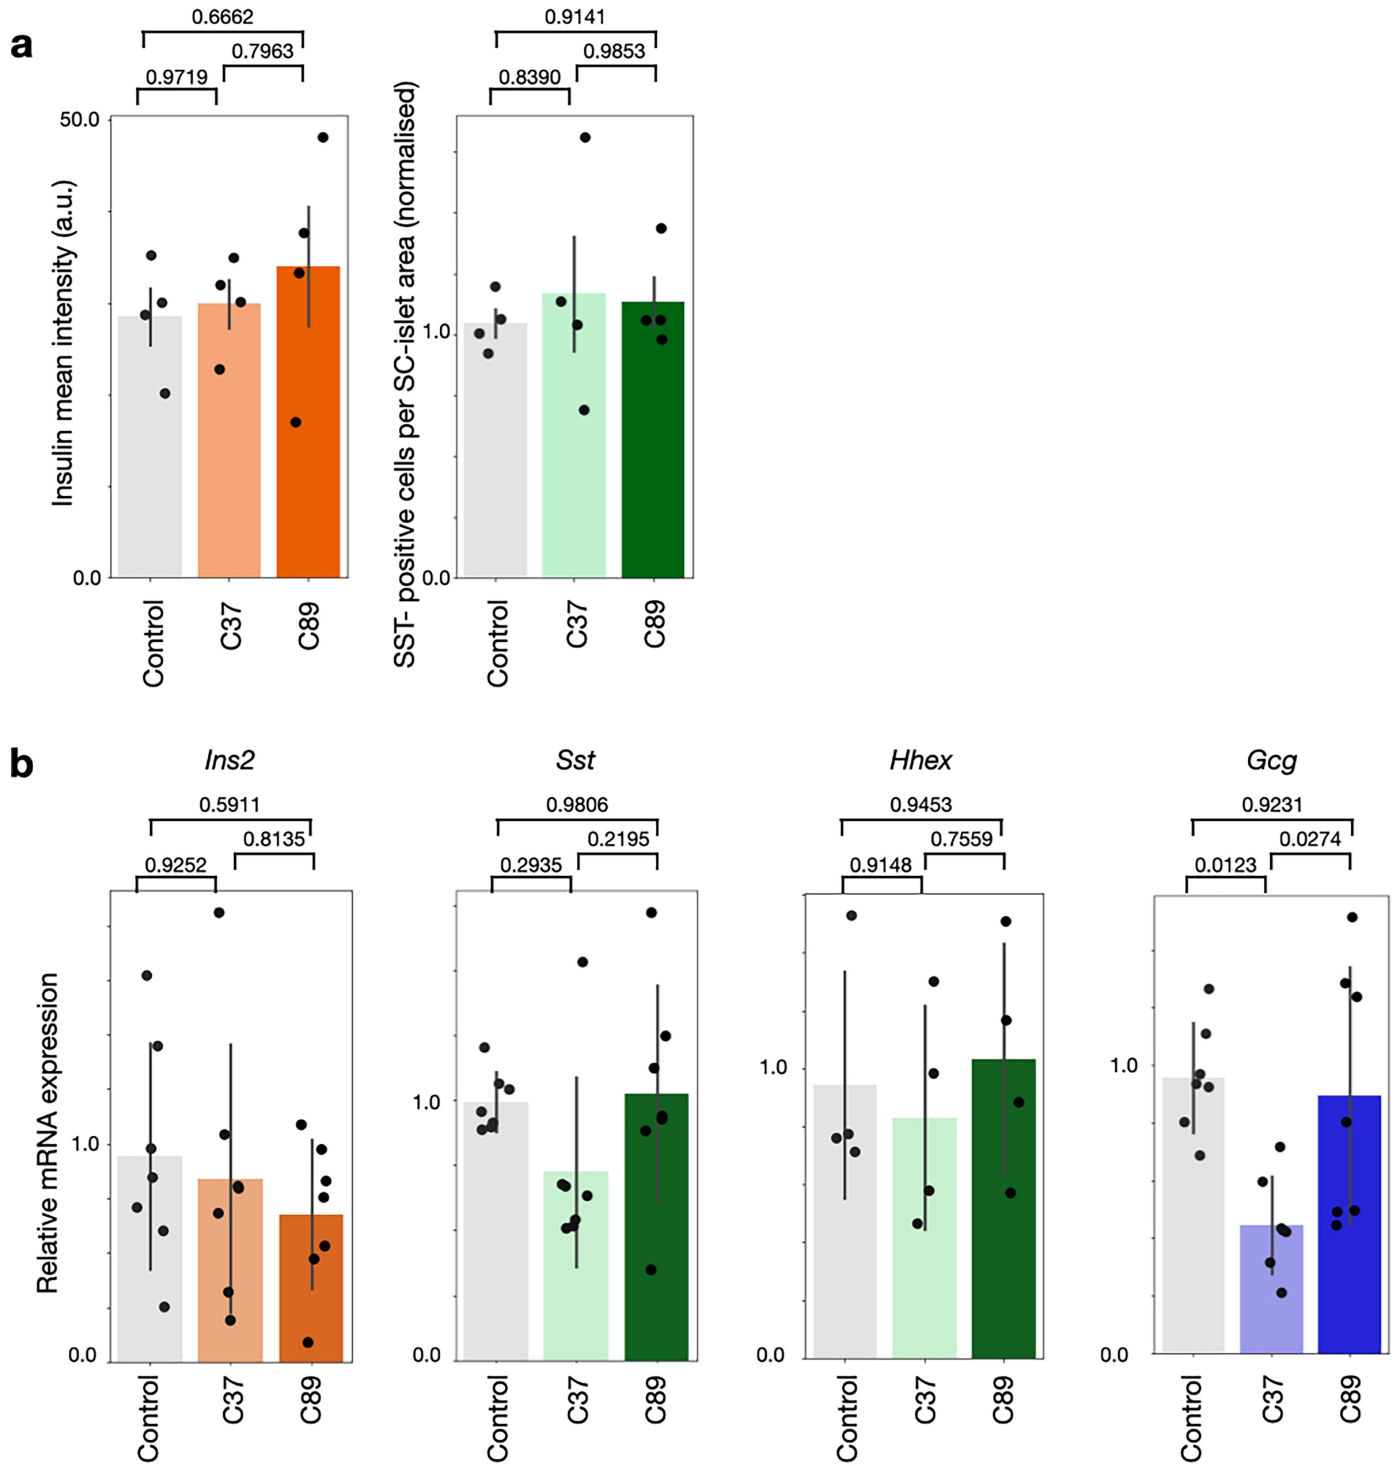 a
0.6662
0.7963
0.9719
50.0
0.0
Insulin mean intensity (a.u.)
Control
C37
C89
0.9141
0.9853
0.8390
1.0
0.0
SST- positive cells per SC-islet area (normalised)
Control
C37
C89
b
Ins2
0.5911
0.8135
0.9252
1.0
0.0
Relative mRNA expression
Control
C37
C89
Sst
0.9806
0.2195
0.2935
1.0
0.0
Control
C37
C89
Hhex
0.9453
0.7559
0.9148
1.0
0.0
Control
C37
C89
Gcg
0.9231
0.0274
0.0123
1.0
0.0
Control
C37
C89